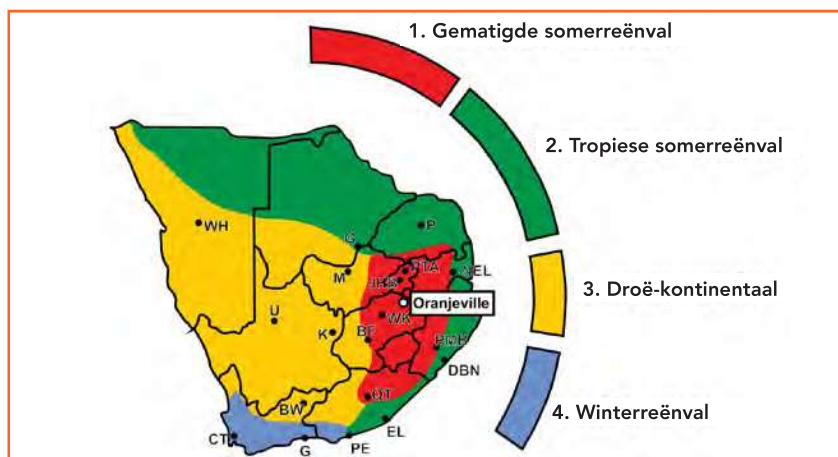 1. Gematigde somerreënval
2. Tropiese somerreënval
3. Droë-kontinentaal
4. Winterreënval
WH
P
G
PTA
NEL
M
JHB
Oranjeville
U
WK
K
BF
PMB
DBN
QT
BW
EL
CT
G
PE